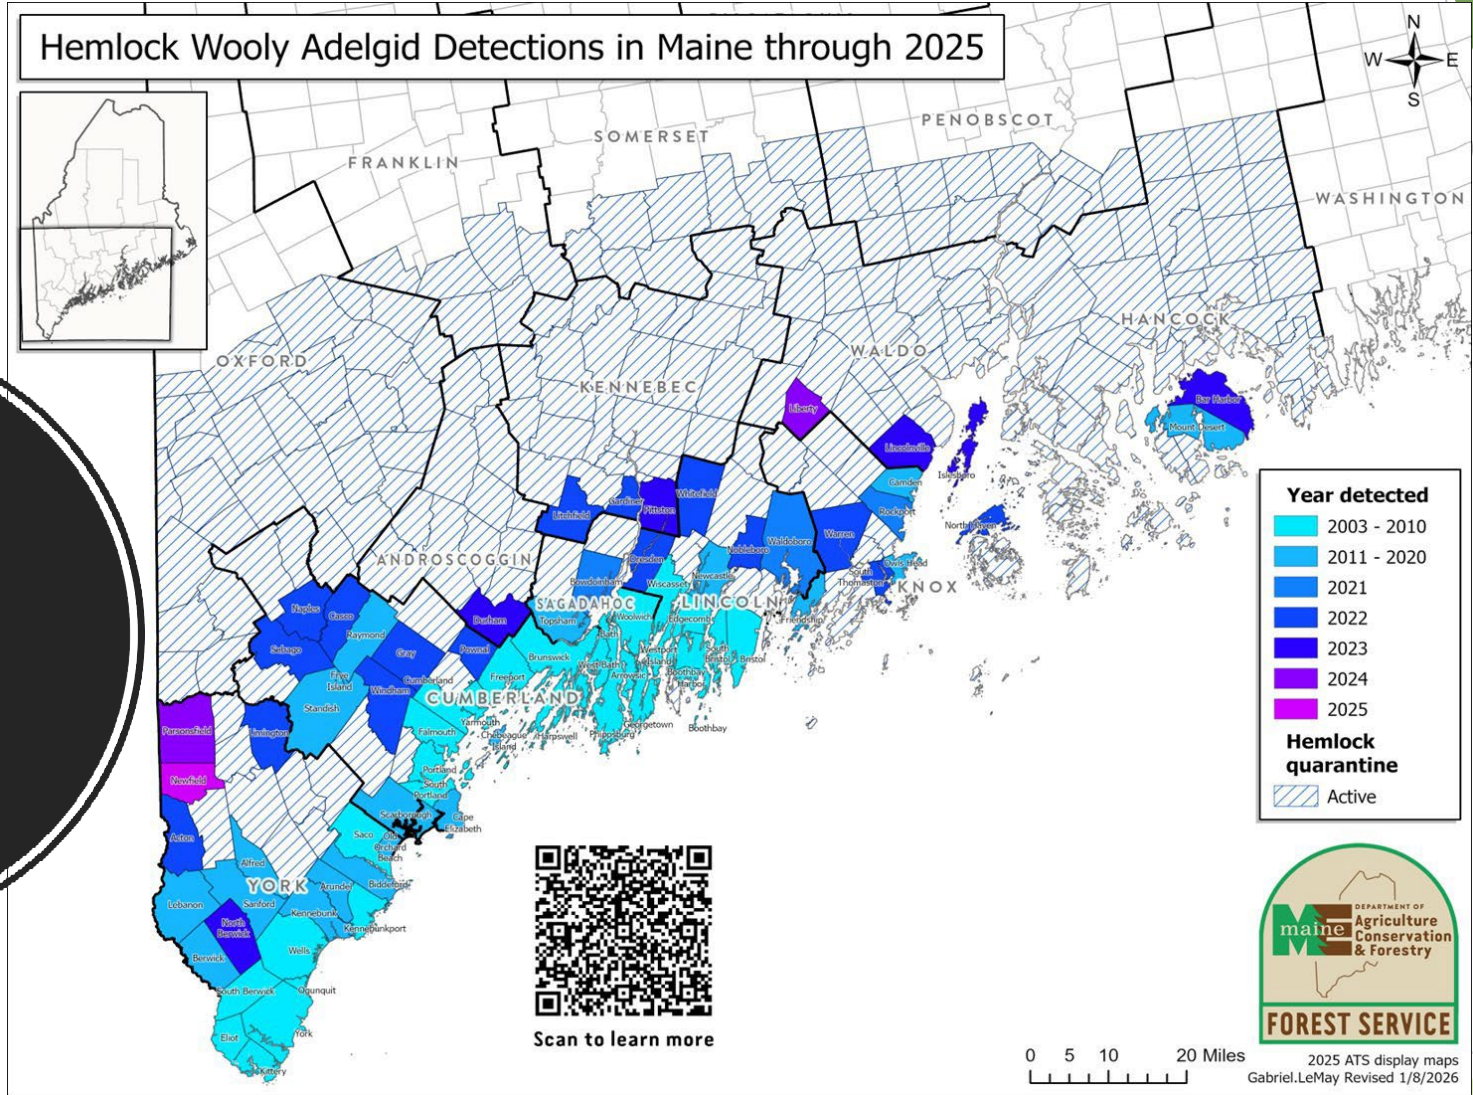 Hemlock Wooly Adelgid Detections in Maine through 2025
N
W
E
S
PENOBSCOT
SOMERSET
FRANKLIN
WASHINGTON
HANCOCK
WALDO
OXFORD
KENNEBEC
Liberty
Bar Harbor
Mount Desert
Lincolnville
Islesboro
Camden
Rockport
North Haven
Whitefield
Gardiner
Pittston
Litchfield
Warren
Waldoboro
Nobleboro
Dresden
ANDROSCOGGIN
Owls Head
South
Thomaston
KNOX
Newcastle
Wiscasset
Bowdoinham
SAGADAHOC
LINCOLN
Woolwich
Edgecomb
Friendship
Topsham
Bath
Durham
Naples
Casco
Raymond
Sebago
Gray
Pownal
Brunswick
Westport
Island
South
Bristol
Bristol
West Bath
Arrowsic
Boothbay
Harbor
Freeport
Frye
Island
Cumberland
Windham
CUMBERLAND
Standish
Yarmouth
Chebeague
Island
Harpswell
Phippsburg
Georgetown
Boothbay
Falmouth
Parsonsfield
Limington
Newfield
Portland
South
Portland
Cape
Elizabeth
Scarborough
Saco
Old
Orchard
Beach
Acton
Alfred
YORK
Arundel
Biddeford
Lebanon
Sanford
Kennebunk
Kennebunkport
North
Berwick
Berwick
Wells
South Berwick
Ogunquit
Eliot
York
Kittery
Year detected
2003 - 2010
2011 - 2020
2021
2022
2023
2024
2025
Hemlock
quarantine
Active
Scan to learn more
maine
DEPARTMENT OF
Agriculture
Conservation
& Forestry
FOREST SERVICE
0 5 10 20 Miles
2025 ATS display maps
Gabriel.LeMay Revised 1/8/2026